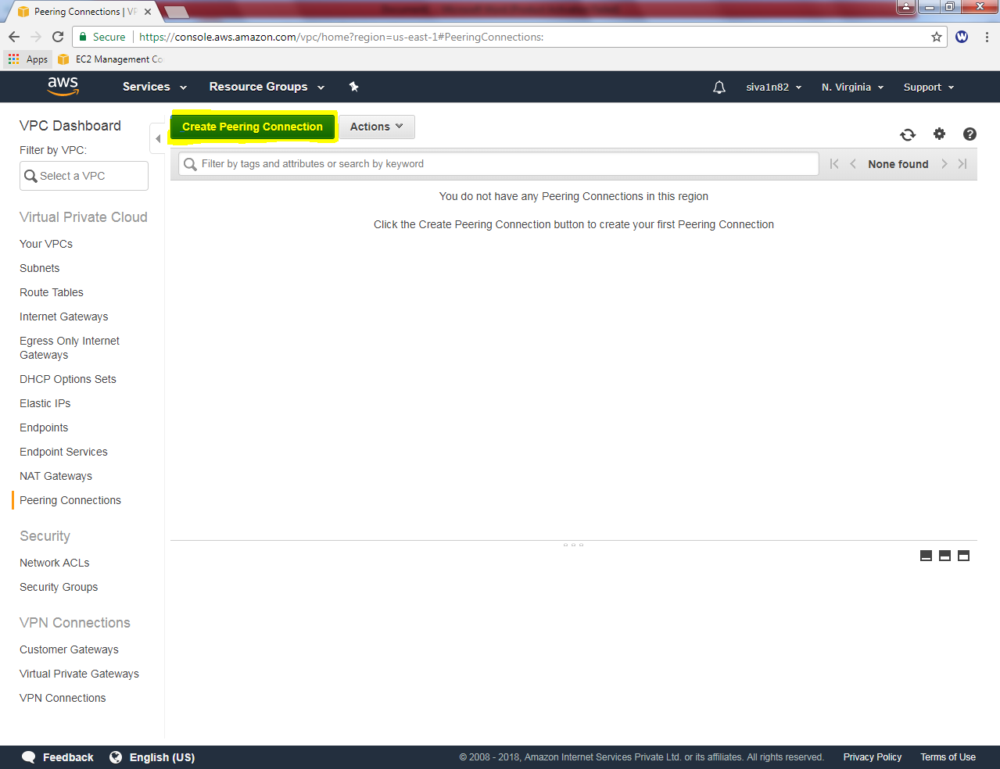 Peering Connections | VP
Secure
https://console.aws.amazon.com/vpc/home?region=us-east-1#PeeringConnections:
Apps
EC2 Management Co
aws
Services
Resource Groups
siva1n82
N. Virginia
Support
VPC Dashboard
Filter by VPC:
Select a VPC
Create Peering Connection
Actions
Filter by tags and attributes or search by keyword
None found
You do not have any Peering Connections in this region
Click the Create Peering Connection button to create your first Peering Connection
Virtual Private Cloud
Your VPCs
Subnets
Route Tables
Internet Gateways
Egress Only Internet
Gateways
DHCP Options Sets
Elastic IPs
Endpoints
Endpoint Services
NAT Gateways
Peering Connections
Security
Network ACLs
Security Groups
VPN Connections
Customer Gateways
Virtual Private Gateways
VPN Connections
Feedback
English (US)
© 2008 - 2018, Amazon Internet Services Private Ltd. or its affiliates. All rights reserved.
Privacy Policy
Terms of Use